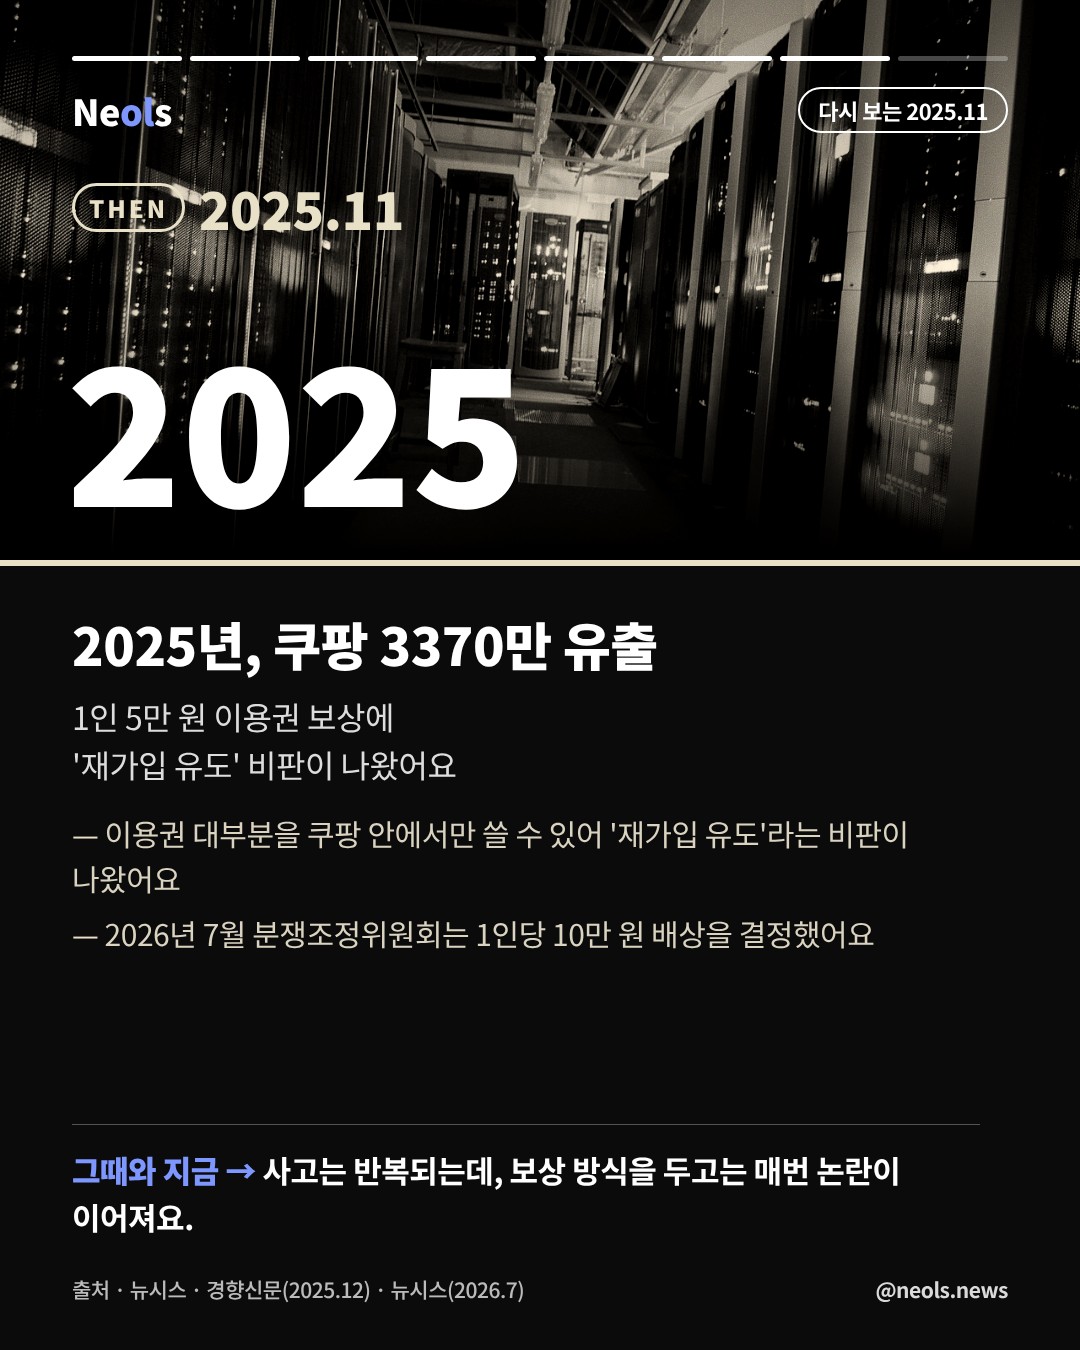 Neols
다시 보는 2025.11
THEN 2025.11
2025
2025년, 쿠팡 3370만 유출
1인 5만 원 이용권 보상에
'재가입 유도' 비판이 나왔어요
— 이용권 대부분을 쿠팡 안에서만 쓸 수 있어 '재가입 유도'라는 비판이
나왔어요
— 2026년 7월 분쟁조정위원회는 1인당 10만 원 배상을 결정했어요
그때와 지금 → 사고는 반복되는데, 보상 방식을 두고는 매번 논란이
이어져요.
출처 · 뉴시스 · 경향신문(2025.12) · 뉴시스(2026.7)
@neols.news